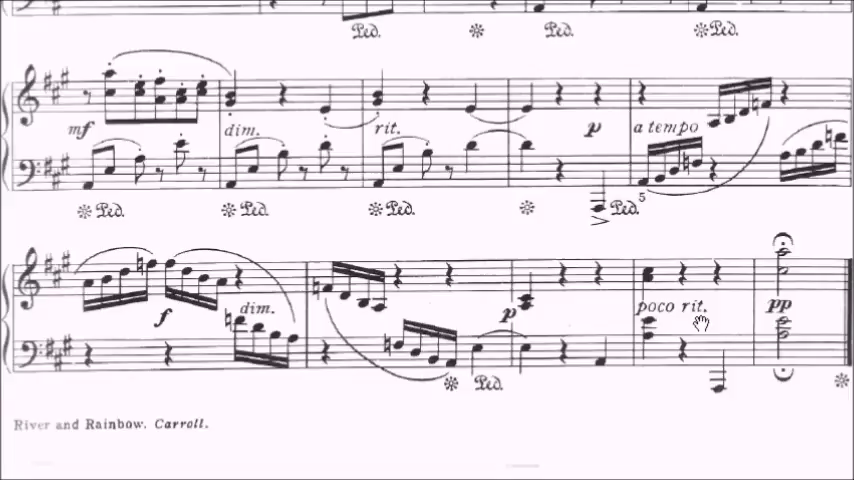 Ped. Ped. Ped.
mf dim. rit. p a tempo
Ped. Ped. Ped. Ped.
5
f dim. p poco rit. pp
Ped.
River and Rainbow. Carroll.